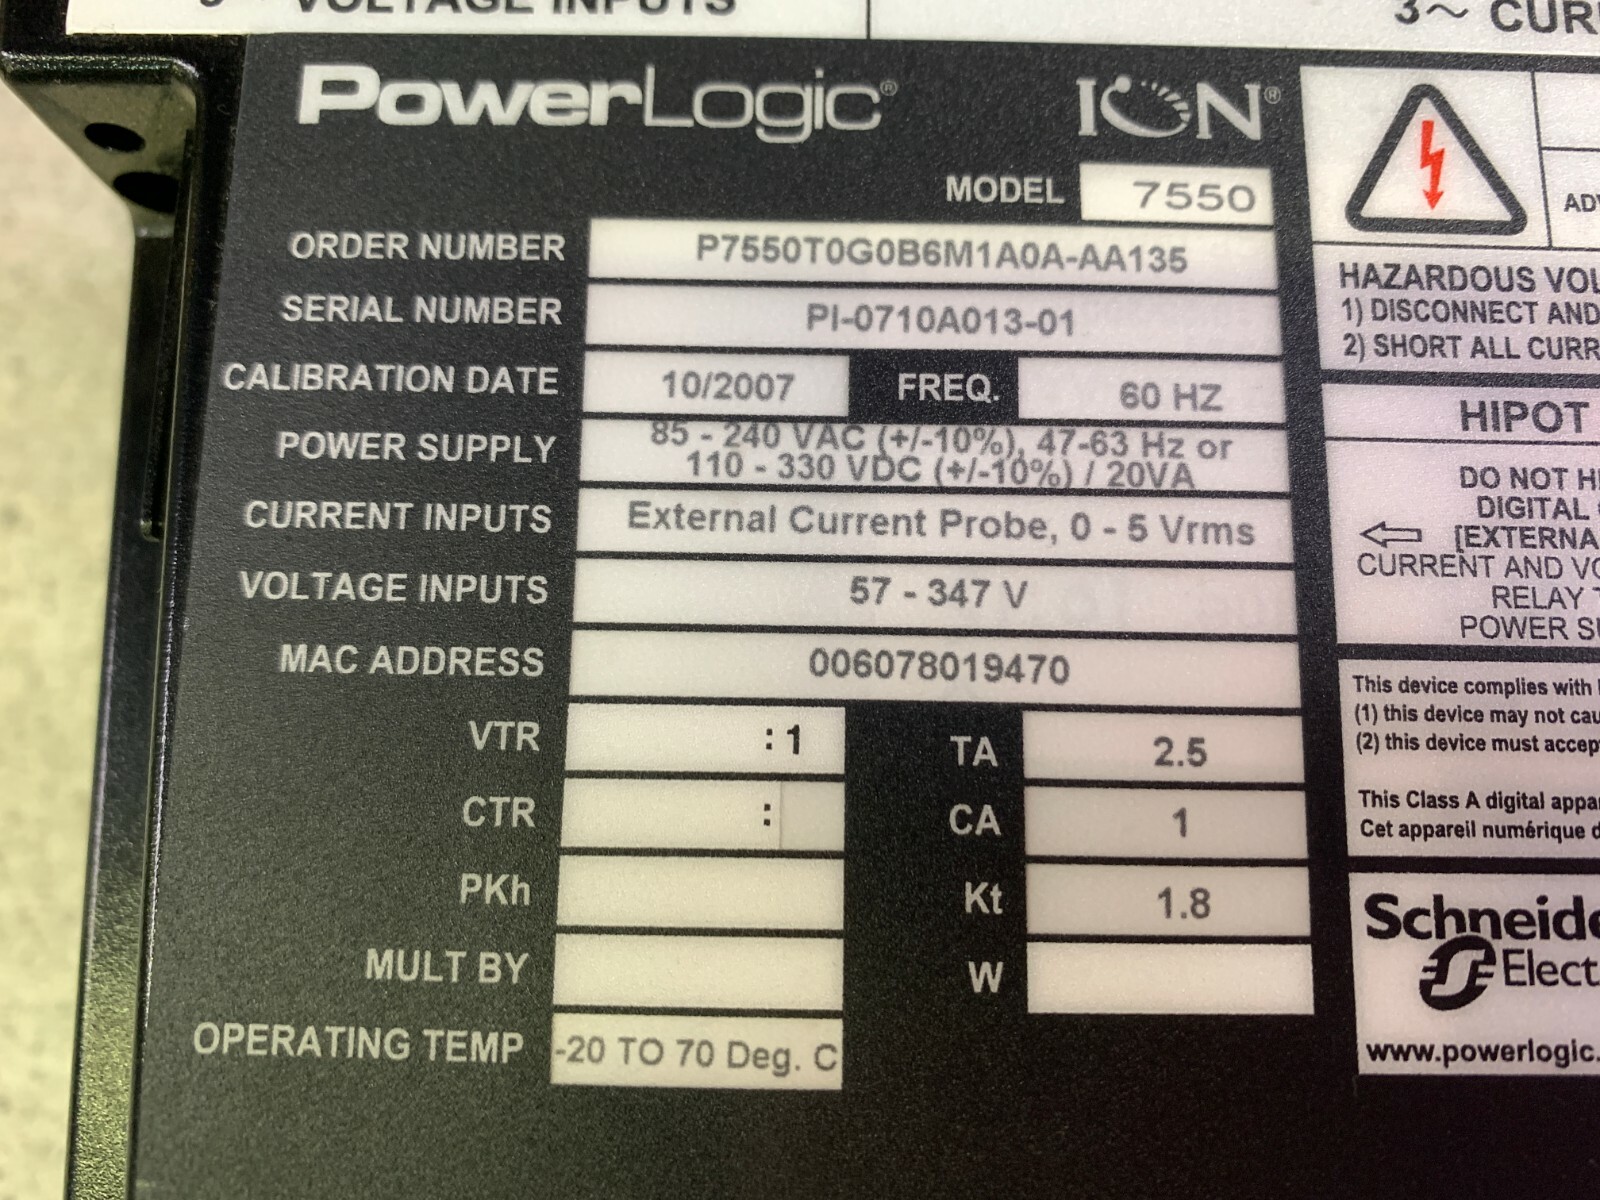 VOLTAGE INPUTS
3~ CUR
PowerLogic®
ION®
MODEL 7550
ORDER NUMBER P7550T0G0B6M1A0A-AA135
SERIAL NUMBER PI-0710A013-01
CALIBRATION DATE 10/2007 FREQ. 60 HZ
POWER SUPPLY 85 - 240 VAC (+/-10%), 47-63 Hz or
110 - 330 VDC (+/-10%) / 20VA
CURRENT INPUTS External Current Probe, 0 - 5 Vrms
VOLTAGE INPUTS 57 - 347 V
MAC ADDRESS 006078019470
VTR :1 TA 2.5
CTR : CA 1
PKh Kt 1.8
MULT BY W
OPERATING TEMP -20 TO 70 Deg. C
HAZARDOUS VOL
1) DISCONNECT AND
2) SHORT ALL CURR
HIPOT
DO NOT HI
DIGITAL
[EXTERNA
CURRENT AND VO
RELAY
POWER SU
This device complies with
(1) this device may not cau
(2) this device must accep
This Class A digital appa
Cet appareil numérique d
Schneide
Elect
www.powerlogic.